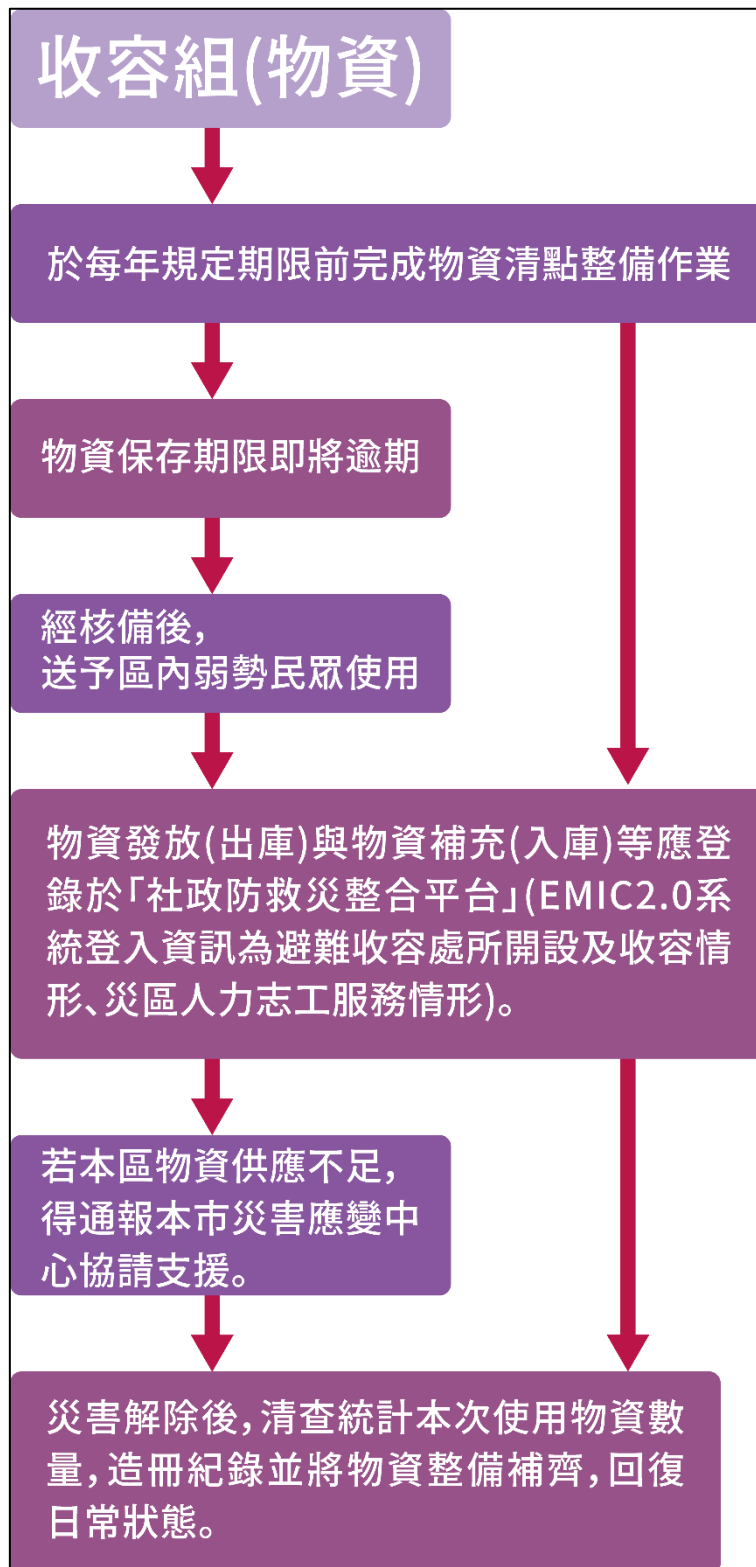 收容組(物資)
於每年規定期限前完成物資清點整備作業
物資保存期限即將逾期
經核備後，
送予區內弱勢民眾使用
物資發放(出庫)與物資補充(入庫)等應登
錄於「社政防救災整合平台」(EMIC2.0系
統登入資訊為避難收容處所開設及收容情
形、災區人力志工服務情形)。
若本區物資供應不足，
得通報本市災害應變中
心協請支援。
災害解除後，清查統計本次使用物資數
量，造冊紀錄並將物資整備補齊，回復
日常狀態。